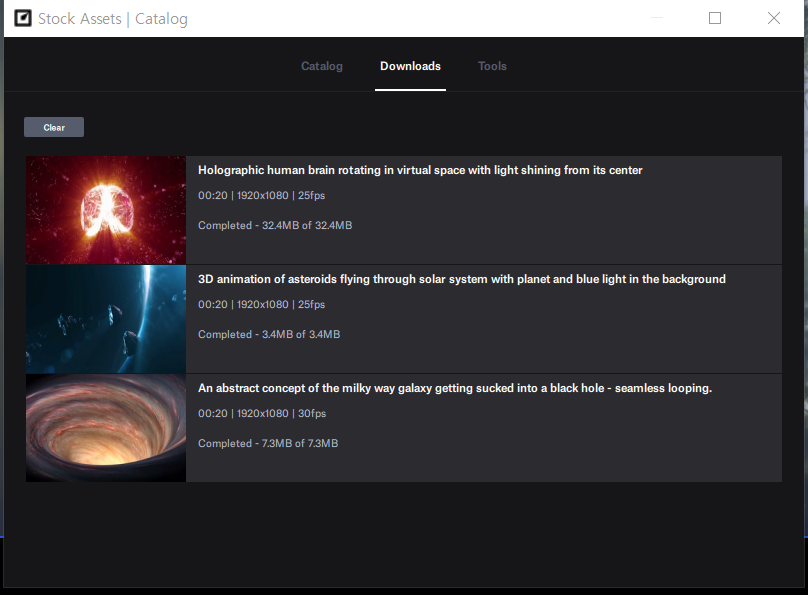 Stock Assets | Catalog
Catalog
Downloads
Tools
Clear
Holographic human brain rotating in virtual space with light shining from its center
00:20 | 1920x1080 | 25fps
Completed - 32.4MB of 32.4MB
3D animation of asteroids flying through solar system with planet and blue light in the background
00:20 | 1920x1080 | 25fps
Completed - 3.4MB of 3.4MB
An abstract concept of the milky way galaxy getting sucked into a black hole - seamless looping.
00:20 | 1920x1080 | 30fps
Completed - 7.3MB of 7.3MB